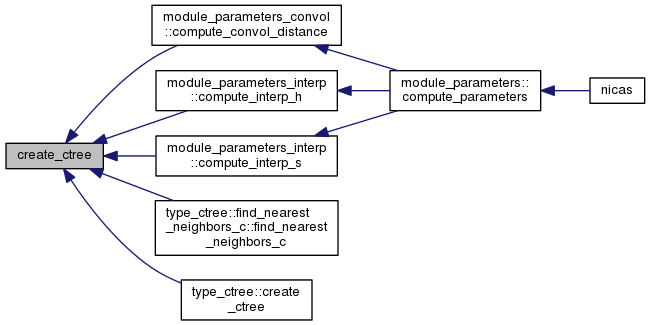 module_parameters_convol
::compute_convol_distance
module_parameters_interp
::compute_interp_h
module_parameters::
compute_parameters
nicas
create_ctree
module_parameters_interp
::compute_interp_s
type_ctree::find_nearest
_neighbors_c::find_nearest
_neighbors_c
type_ctree::create
_ctree